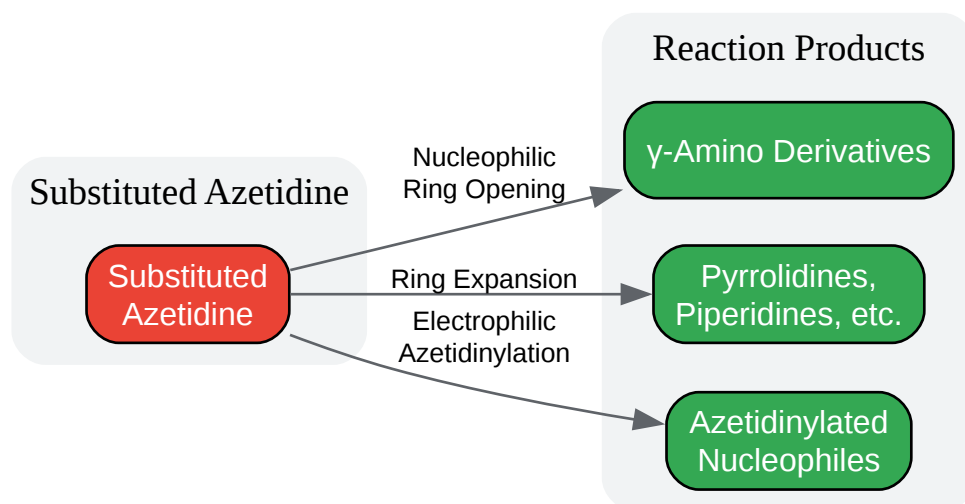 Reaction Products
γ-Amino Derivatives
Nucleophilic
Ring Opening
Substituted Azetidine
Substituted
Azetidine
Ring Expansion
Pyrrolidines,
Piperidines, etc.
Electrophilic
Azetidinylation
Azetidinylated
Nucleophiles